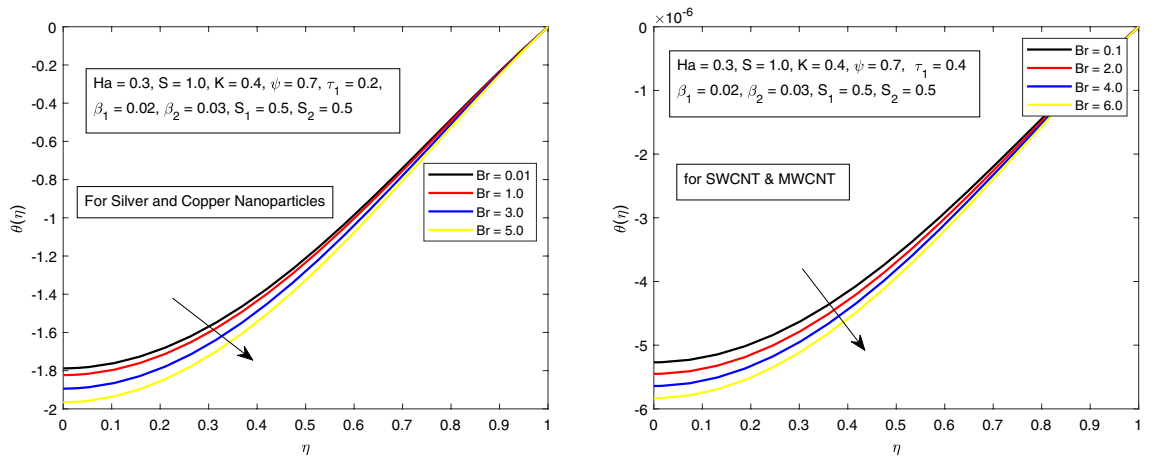 0
-0.2
-0.4
-0.6
-0.8
-1
-1.2
-1.4
-1.6
-1.8
-2
θ(η)
Ha = 0.3, S = 1.0, K = 0.4, ψ = 0.7, τ₁ = 0.2,
β₁ = 0.02, β₂ = 0.03, S₁ = 0.5, S₂ = 0.5
For Silver and Copper Nanoparticles
Br = 0.01
Br = 1.0
Br = 3.0
Br = 5.0
0 0.1 0.2 0.3 0.4 0.5 0.6 0.7 0.8 0.9 1
η
×10⁻⁶
0
-1
-2
-3
-4
-5
-6
θ(η)
Ha = 0.3, S = 1.0, K = 0.4, ψ = 0.7, τ₁ = 0.4
β₁ = 0.02, β₂ = 0.03, S₁ = 0.5, S₂ = 0.5
for SWCNT & MWCNT
Br = 0.1
Br = 2.0
Br = 4.0
Br = 6.0
0 0.1 0.2 0.3 0.4 0.5 0.6 0.7 0.8 0.9 1
η